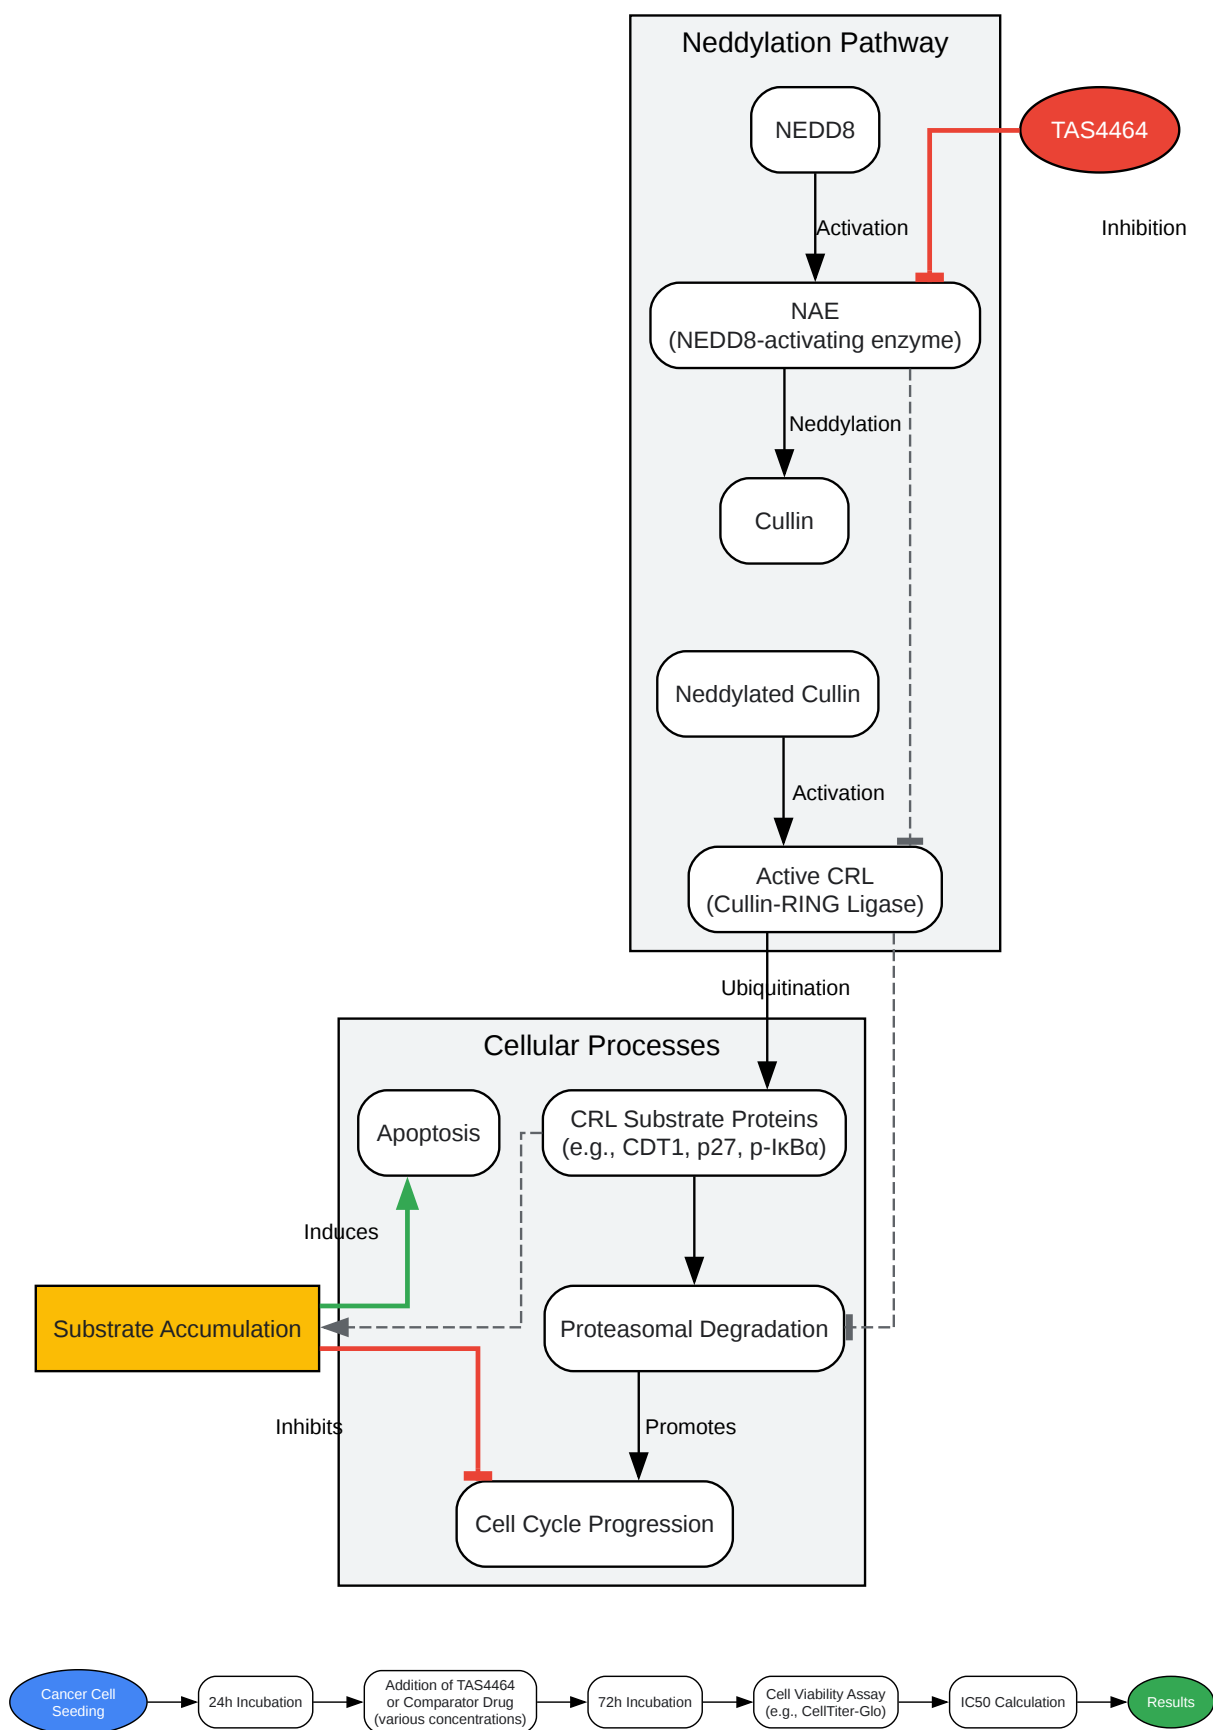 Neddylation Pathway
NEDD8
TAS4464
Activation
Inhibition
NAE
(NEDD8-activating enzyme)
Neddylation
Cullin
Neddylated Cullin
Activation
Active CRL
(Cullin-RING Ligase)
Ubiquitination
Cellular Processes
Apoptosis
CRL Substrate Proteins
(e.g., CDT1, p27, p-IκBα)
Induces
Substrate Accumulation
Proteasomal Degradation
Inhibits
Promotes
Cell Cycle Progression
Cancer Cell
Seeding
24h Incubation
Addition of TAS4464
or Comparator Drug
(various concentrations)
72h Incubation
Cell Viability Assay
(e.g., CellTiter-Glo)
IC50 Calculation
Results